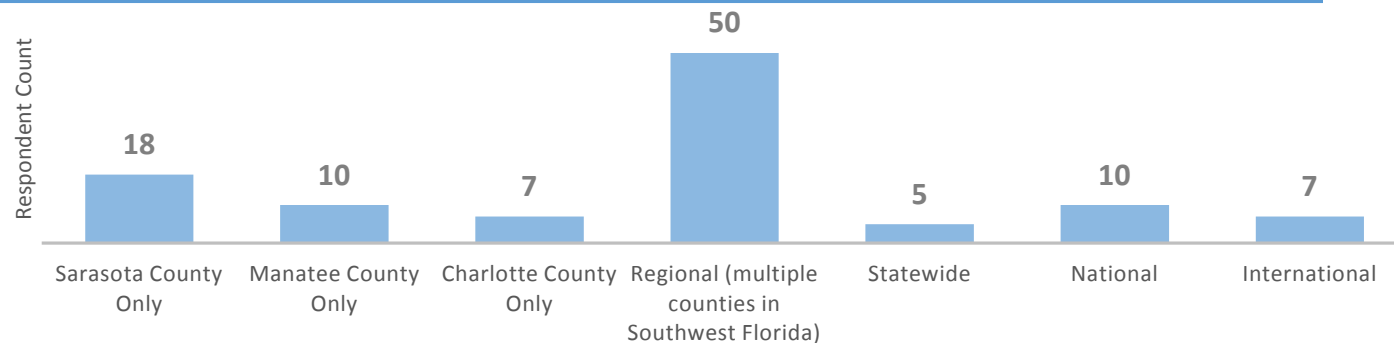 Respondent Count
50
18
10
7
5
10
7
Sarasota County
Only
Manatee County
Only
Charlotte County
Only
Regional (multiple
counties in
Southwest Florida)
Statewide
National
International